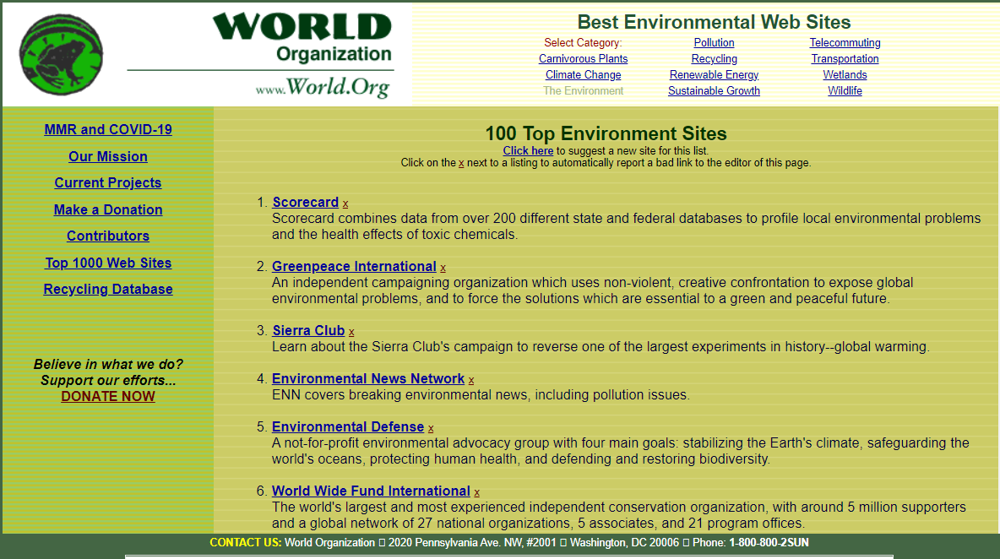 WORLD
Organization
www.World.Org
Best Environmental Web Sites
Select Category: Pollution Telecommuting
Carnivorous Plants Recycling Transportation
Climate Change Renewable Energy Wetlands
The Environment Sustainable Growth Wildlife
MMR and COVID-19
Our Mission
Current Projects
Make a Donation
Contributors
Top 1000 Web Sites
Recycling Database
Believe in what we do?
Support our efforts...
DONATE NOW
100 Top Environment Sites
Click here to suggest a new site for this list.
Click on the x next to a listing to automatically report a bad link to the editor of this page.
1. Scorecard x
Scorecard combines data from over 200 different state and federal databases to profile local environmental problems
and the health effects of toxic chemicals.
2. Greenpeace International x
An independent campaigning organization which uses non-violent, creative confrontation to expose global
environmental problems, and to force the solutions which are essential to a green and peaceful future.
3. Sierra Club x
Learn about the Sierra Club's campaign to reverse one of the largest experiments in history--global warming.
4. Environmental News Network x
ENN covers breaking environmental news, including pollution issues.
5. Environmental Defense x
A not-for-profit environmental advocacy group with four main goals: stabilizing the Earth's climate, safeguarding the
world's oceans, protecting human health, and defending and restoring biodiversity.
6. World Wide Fund International x
The world's largest and most experienced independent conservation organization, with around 5 million supporters
and a global network of 27 national organizations, 5 associates, and 21 program offices.
CONTACT US: World Organization □ 2020 Pennsylvania Ave. NW, #2001 □ Washington, DC 20006 □ Phone: 1-800-800-2SUN